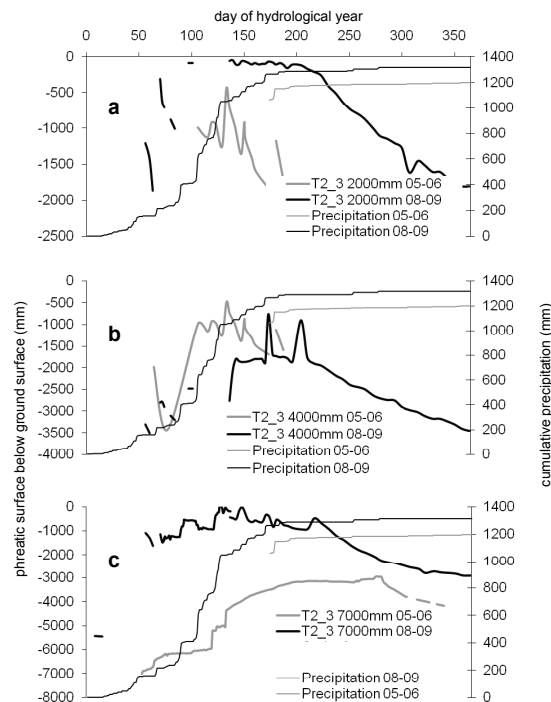 day of hydrological year
0 50 100 150 200 250 300 350
0 1400
-500 1200
-1000 1000
-1500 800
-2000 600
-2500 400
200
0
a
T2_3 2000mm 05-06
T2_3 2000mm 08-09
Precipitation 05-06
Precipitation 08-09
phreatic surface below ground surface (mm)
cumulative precipitation (mm)
0 1400
-500 1200
-1000 1000
-1500 800
-2000 600
-2500 400
-3000 200
-3500 0
-4000
b
T2_3 4000mm 05-06
T2_3 4000mm 08-09
Precipitation 05-06
Precipitation 08-09
0 1400
-1000 1200
-2000 1000
-3000 800
-4000 600
-5000 400
-6000 200
-7000 0
-8000
c
T2_3 7000mm 05-06
T2_3 7000mm 08-09
Precipitation 08-09
Precipitation 05-06